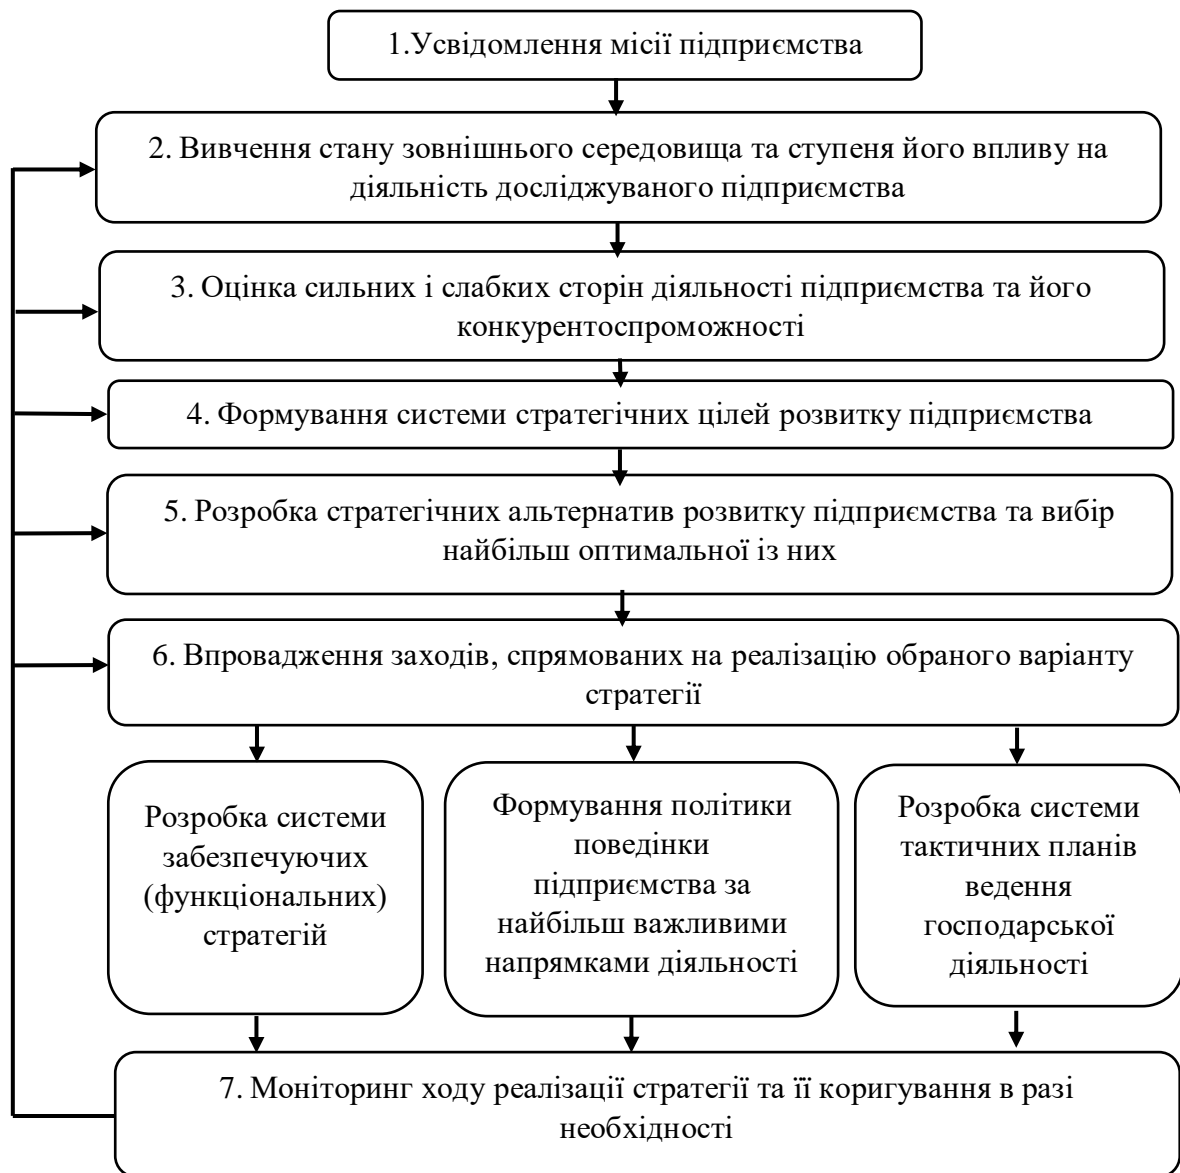 1.Усвідомлення місії підприємства
2. Вивчення стану зовнішнього середовища та ступеня його впливу на
діяльність досліджуваного підприємства
3. Оцінка сильних і слабких сторін діяльності підприємства та його
конкурентоспроможності
4. Формування системи стратегічних цілей розвитку підприємства
5. Розробка стратегічних альтернатив розвитку підприємства та вибір
найбільш оптимальної із них
6. Впровадження заходів, спрямованих на реалізацію обраного варіанту
стратегії
Розробка системи
забезпечуючих
(функціональних)
стратегій
Формування політики
поведінки
підприємства за
найбільш важливими
напрямками діяльності
Розробка системи
тактичних планів
ведення
господарської
діяльності
7. Моніторинг ходу реалізації стратегії та її коригування в разі
необхідності